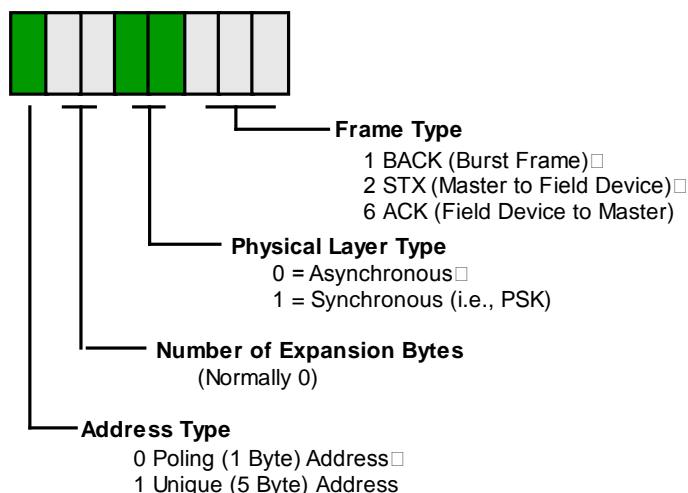 Frame Type
1 BACK (Burst Frame)□
2 STX (Master to Field Device)□
6 ACK (Field Device to Master)
Physical Layer Type
0 = Asynchronous□
1 = Synchronous (i.e., PSK)
Number of Expansion Bytes
(Normally 0)
Address Type
0 Poling (1 Byte) Address□
1 Unique (5 Byte) Address